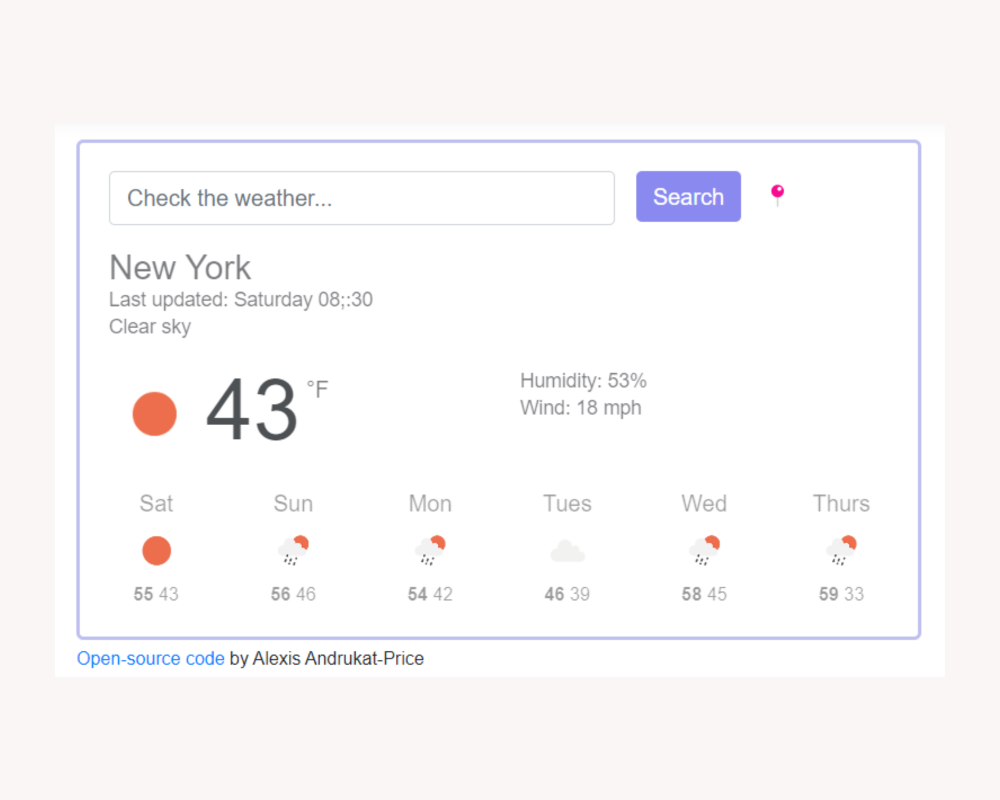 Check the weather...
Search
New York
Last updated: Saturday 08;:30
Clear sky
43 °F
Humidity: 53%
Wind: 18 mph
Sat Sun Mon Tues Wed Thurs
55 43 56 46 54 42 46 39 58 45 59 33
Open-source code by Alexis Andrukat-Price